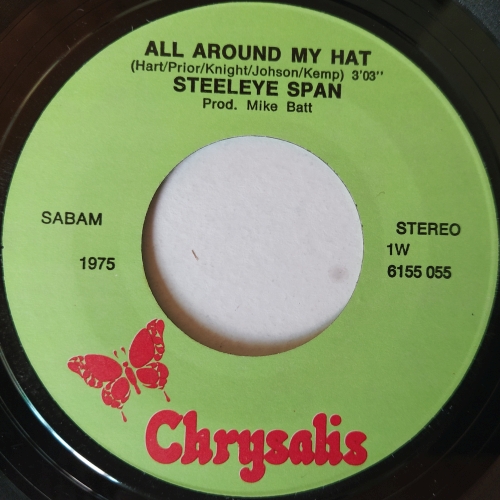 ALL AROUND MY HAT
(Hart/Prior/Knight/Johson/Kemp) 3'03"
STEELEYE SPAN
Prod. Mike Batt
SABAM
1975
STEREO
1W
6155 055
Chrysalis